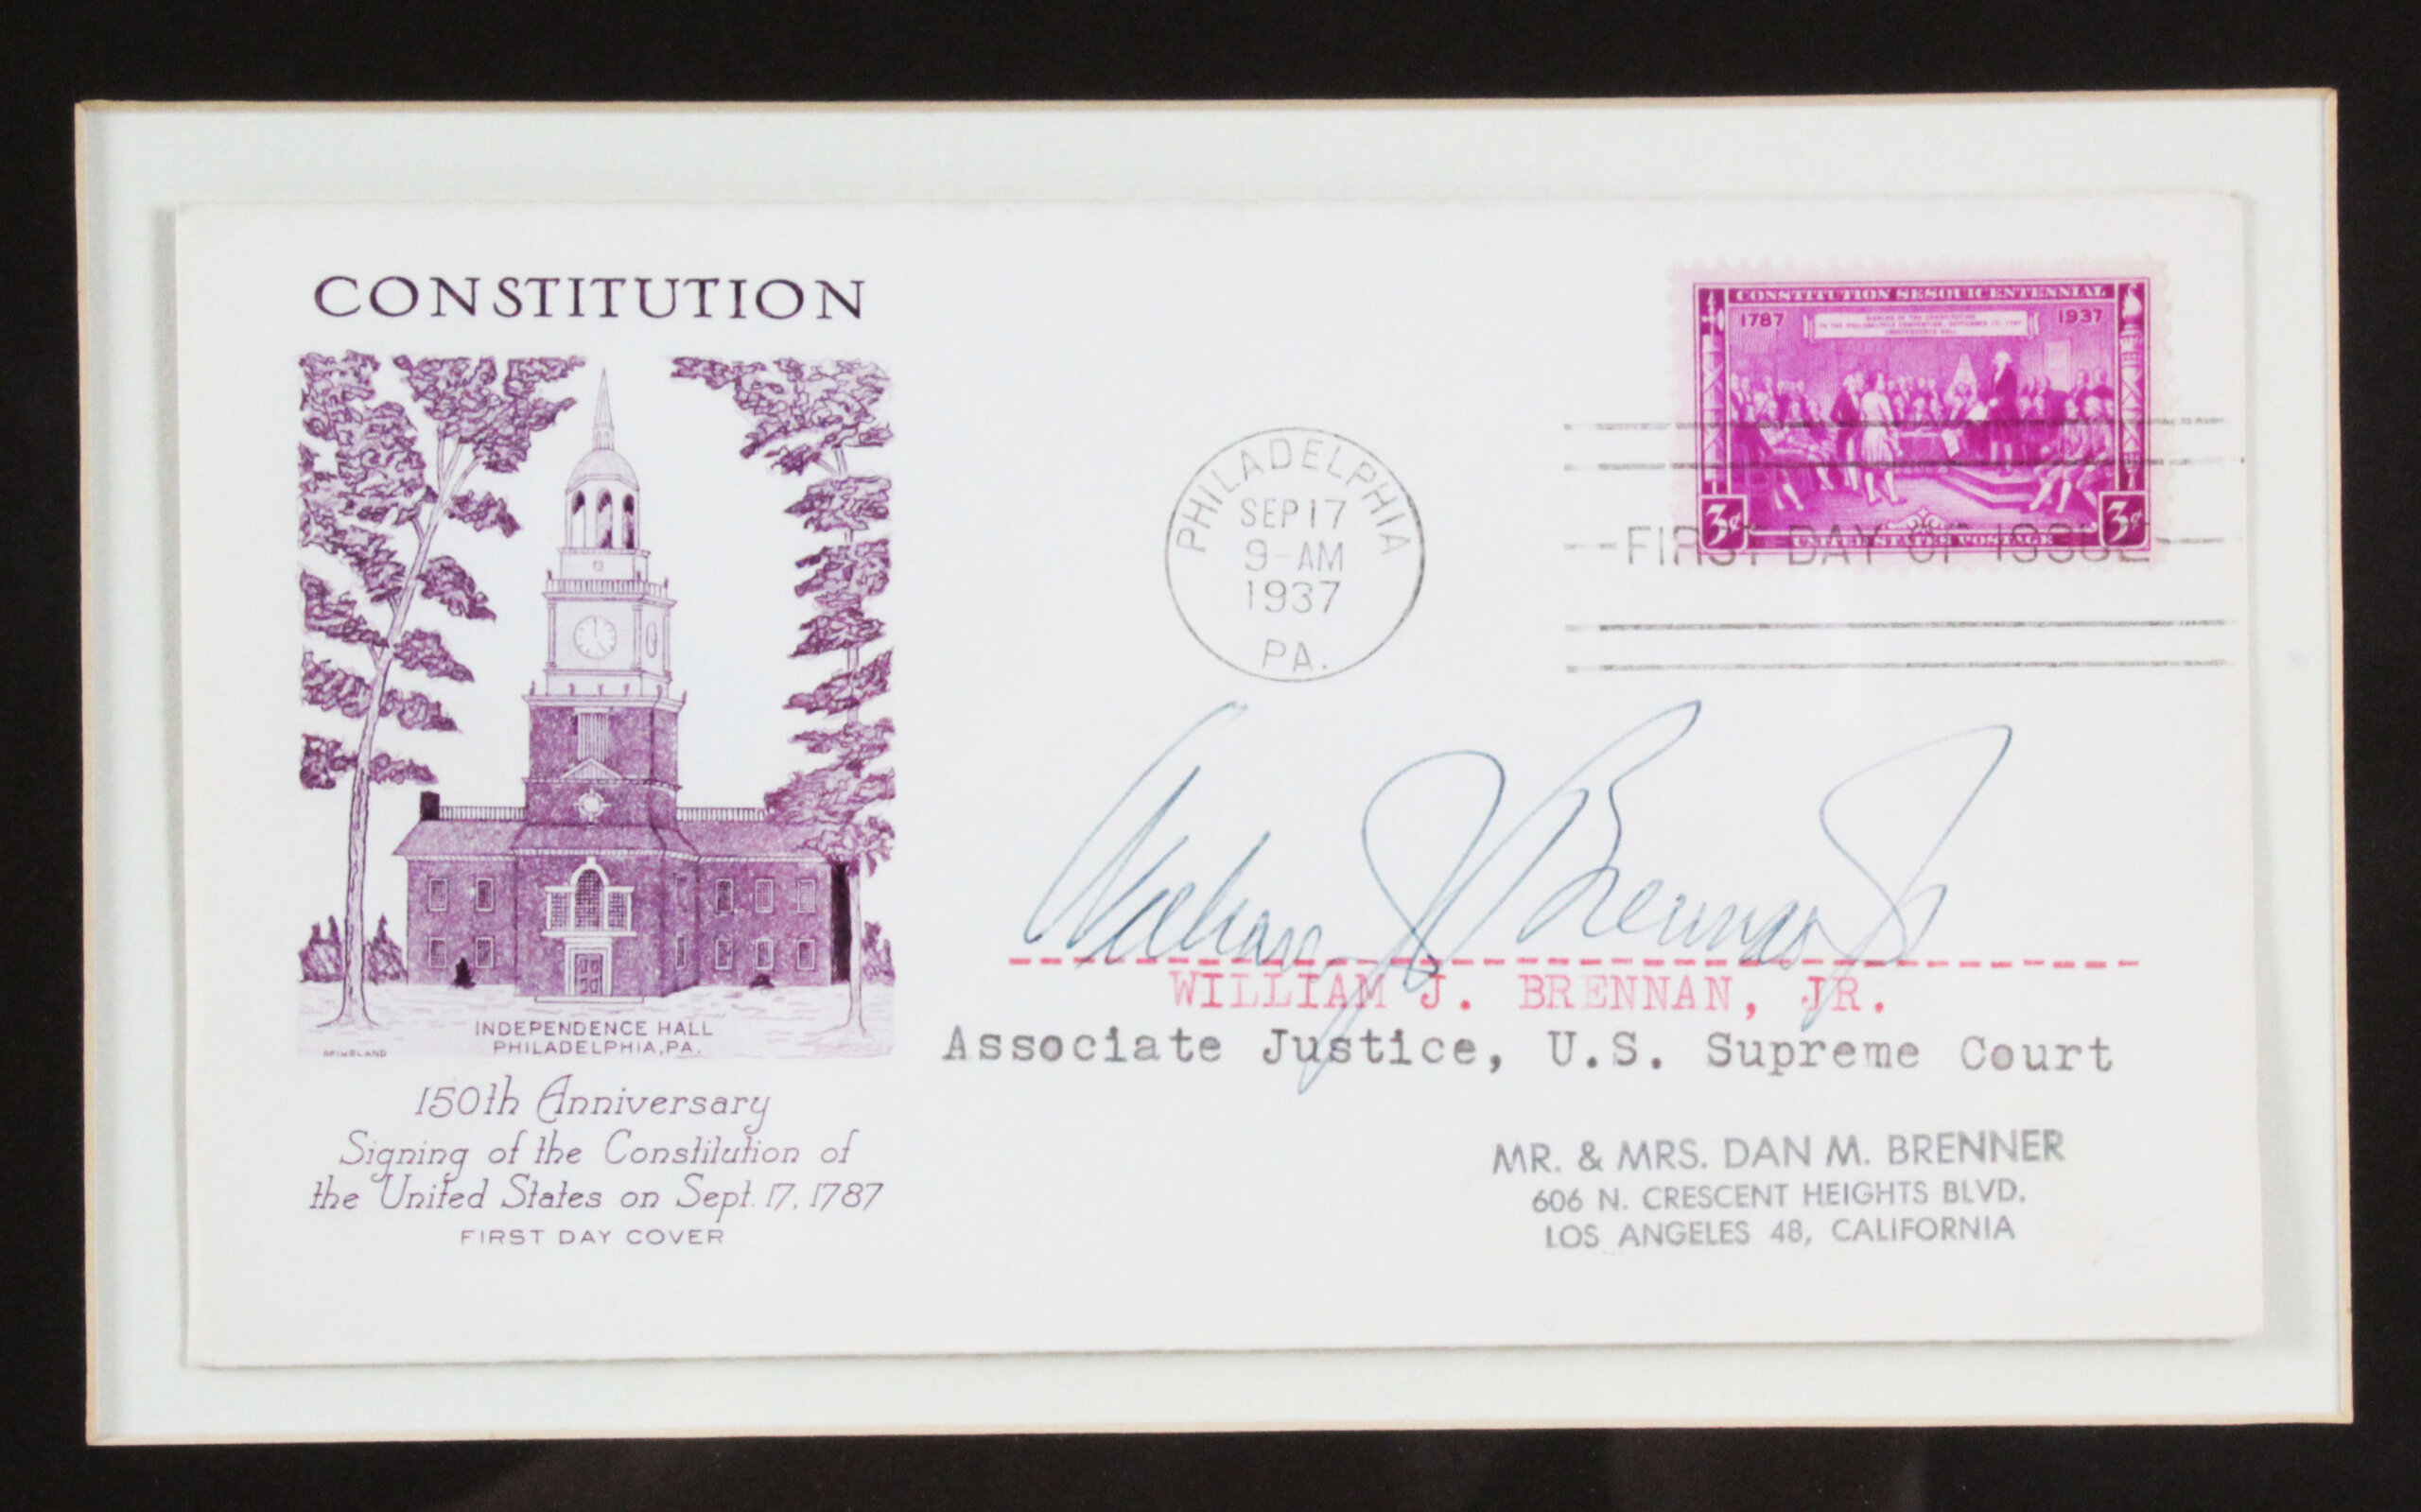 CONSTITUTION
INDEPENDENCE HALL
PHILADELPHIA, PA.
150th Anniversary
Signing of the Constitution of
the United States on Sept. 17, 1787
FIRST DAY COVER
PHILADELPHIA
SEP 17
9-AM
1937
PA.
CONSTITUTION SESQUICENTENNIAL
1787 1937
3¢ 3¢
UNITED STATES POSTAGE
FIRST DAY OF ISSUE
William J Brennan Jr
WILLIAM J. BRENNAN, JR.
Associate Justice, U.S. Supreme Court
MR. & MRS. DAN M. BRENNER
606 N. CRESCENT HEIGHTS BLVD.
LOS ANGELES 48, CALIFORNIA